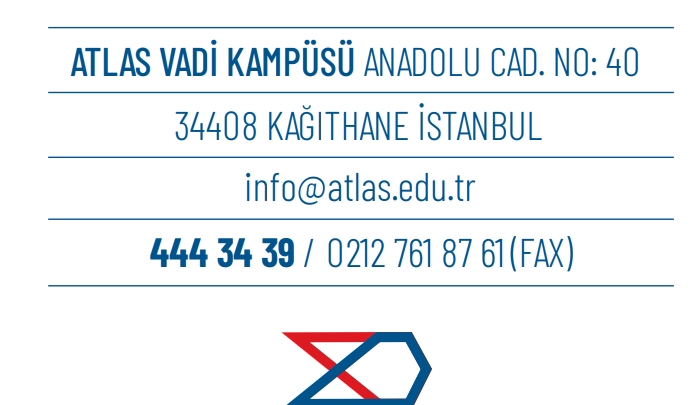 ATLAS VADİ KAMPÜSÜ ANADOLU CAD. NO: 40
34408 KAĞITHANE İSTANBUL
info@atlas.edu.tr
444 34 39 / 0212 761 87 61 (FAX)